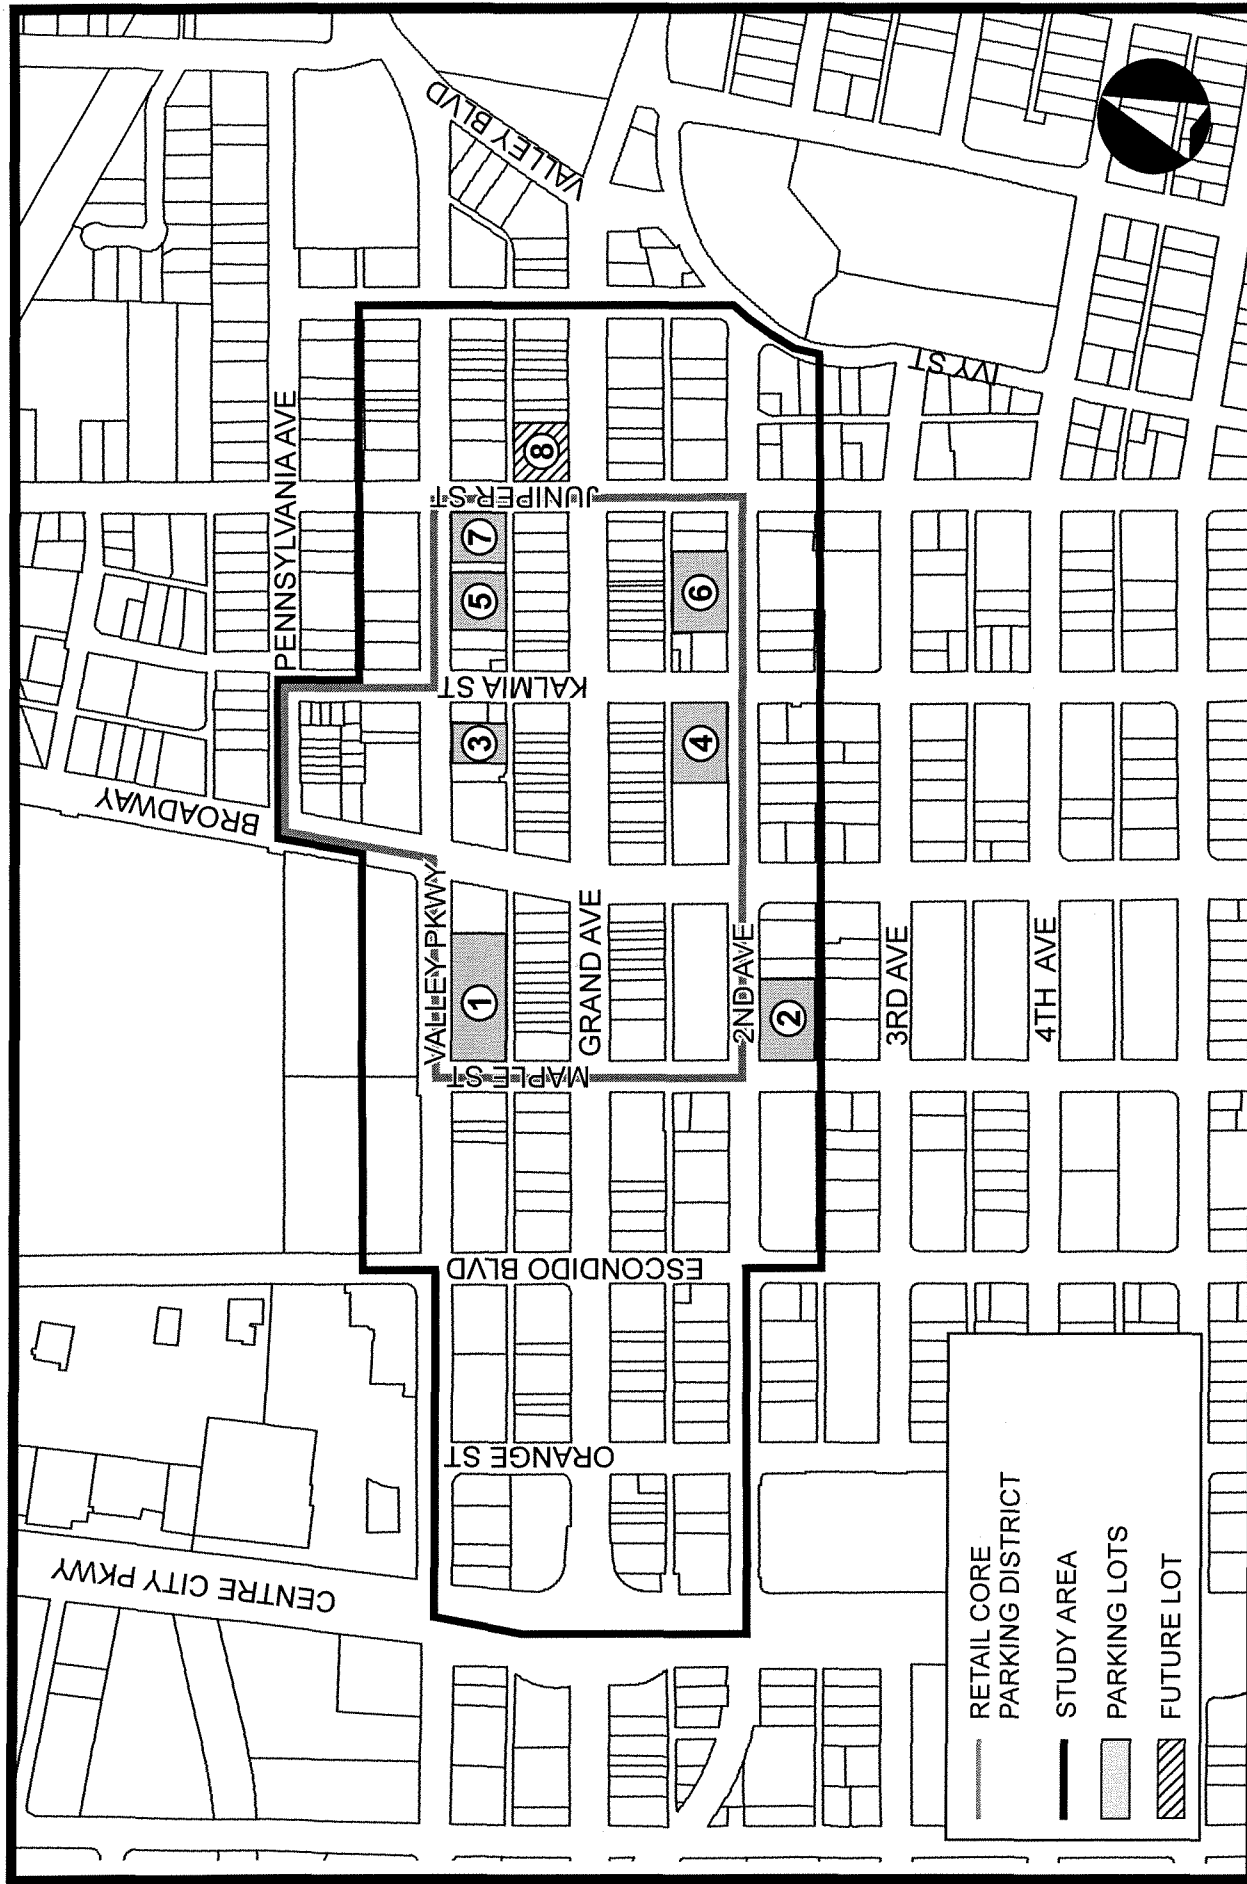 CENTRE CITY PKWY
ORANGE ST
ESCONDIDO BLVD
MAPLE ST
BROADWAY
KALMIA ST
JUNIPER ST
IVY ST
VALLEY BLVD
PENNSYLVANIA AVE
VALLEY PKWY
GRAND AVE
2ND AVE
3RD AVE
4TH AVE
1
2
3
4
5
6
7
8
RETAIL CORE
PARKING DISTRICT
STUDY AREA
PARKING LOTS
FUTURE LOT